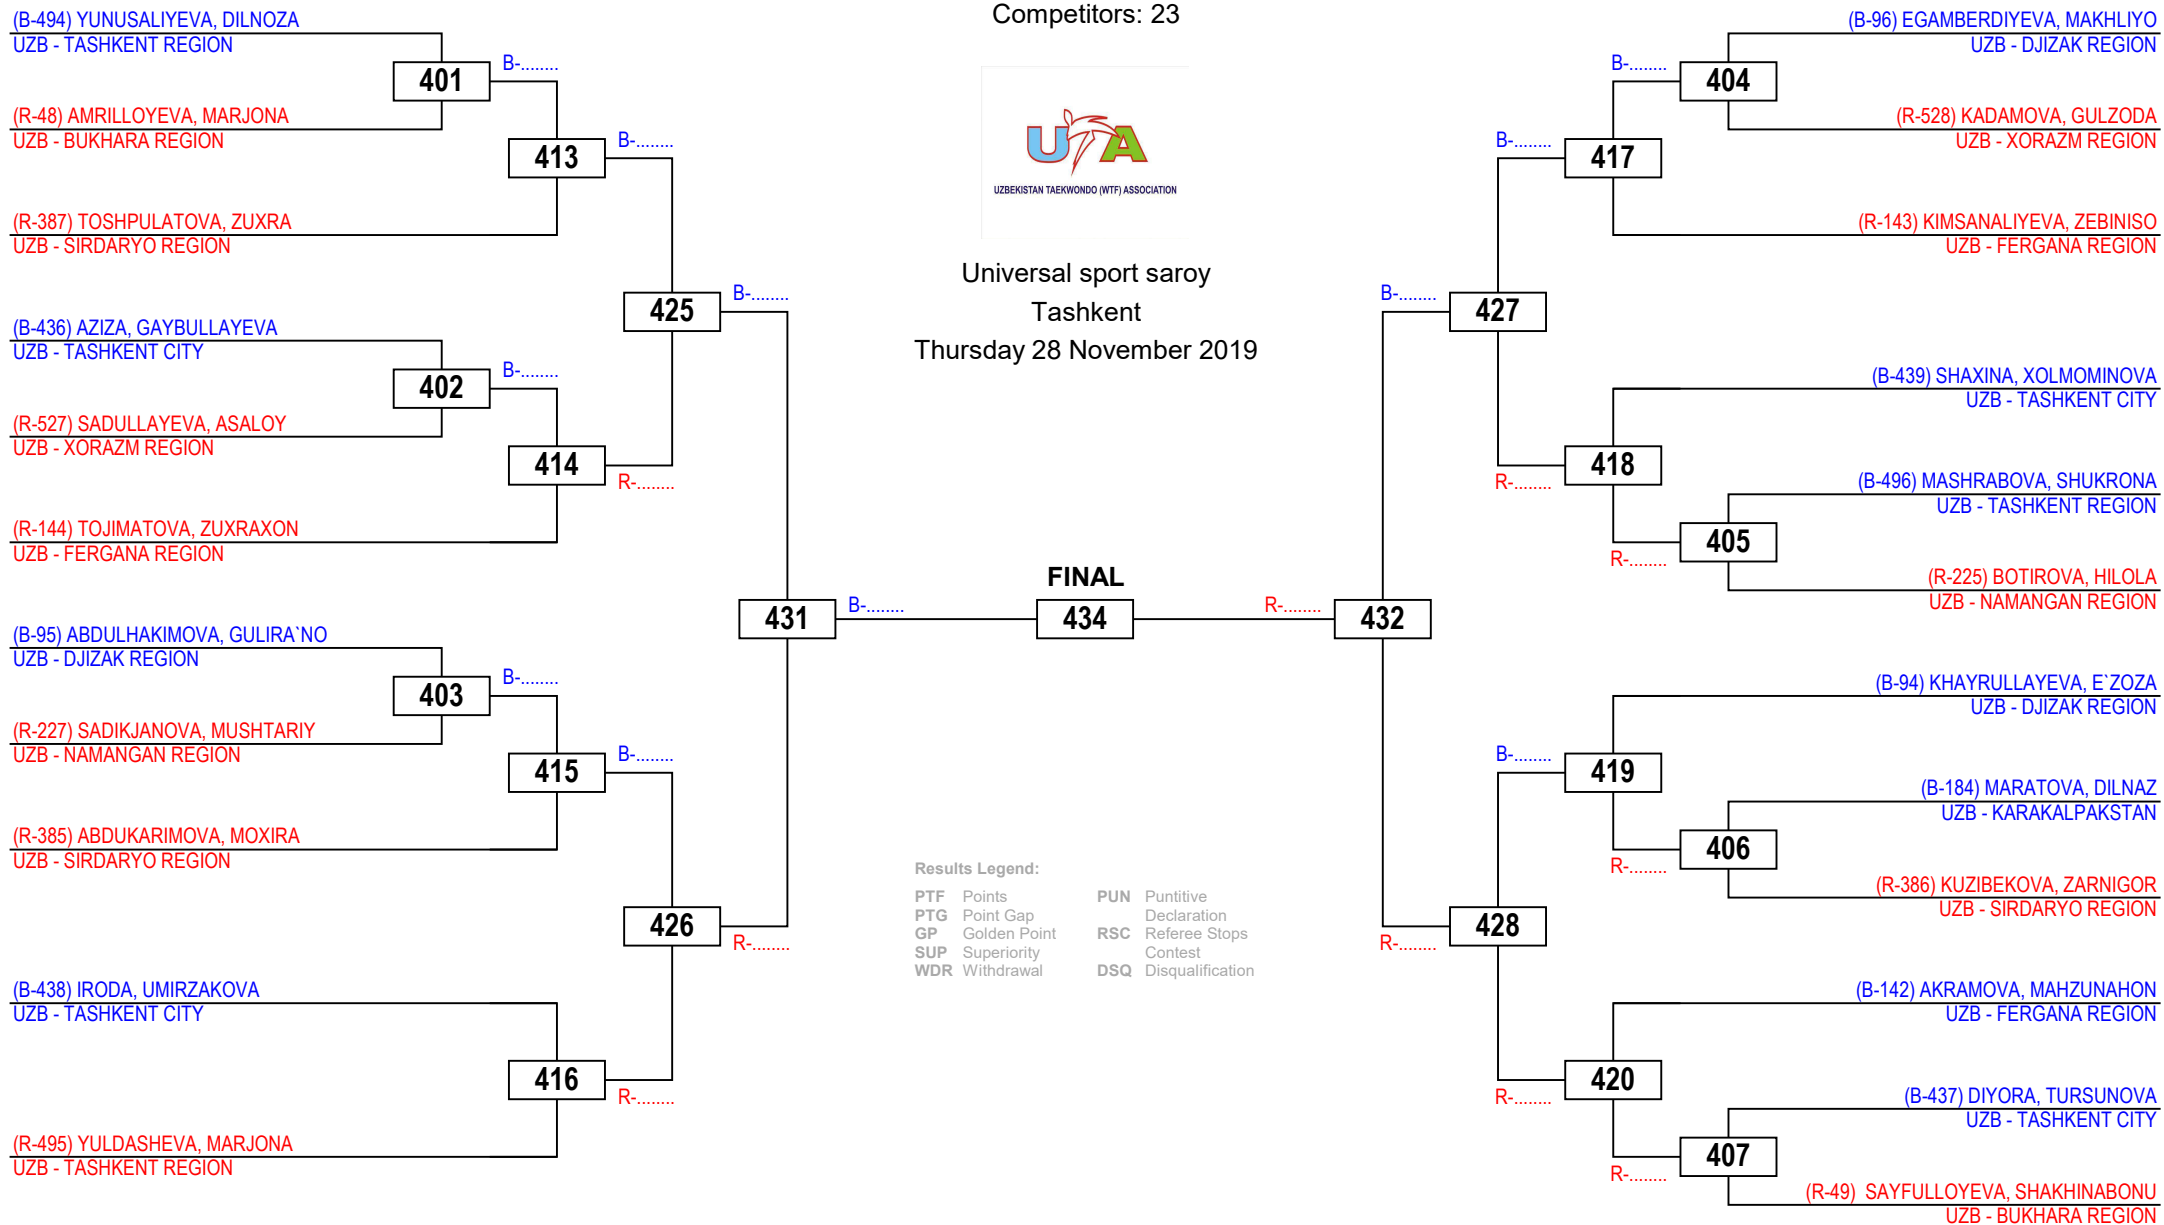 Competitors: 23
UTA
UZBEKISTAN TAEKWONDO (WTF) ASSOCIATION
Universal sport saroy
Tashkent
Thursday 28 November 2019
(B-494) YUNUSALIYEVA, DILNOZA
UZB - TASHKENT REGION
401
B-........
(R-48) AMRILLOYEVA, MARJONA
UZB - BUKHARA REGION
413
B-........
(R-387) TOSHPULATOVA, ZUXRA
UZB - SIRDARYO REGION
425
B-........
(B-436) AZIZA, GAYBULLAYEVA
UZB - TASHKENT CITY
402
B-........
(R-527) SADULLAYEVA, ASALOY
UZB - XORAZM REGION
414
R-........
(R-144) TOJIMATOVA, ZUXRAXON
UZB - FERGANA REGION
431
B-........
(B-95) ABDULHAKIMOVA, GULIRA`NO
UZB - DJIZAK REGION
403
B-........
(R-227) SADIKJANOVA, MUSHTARIY
UZB - NAMANGAN REGION
415
B-........
(R-385) ABDUKARIMOVA, MOXIRA
UZB - SIRDARYO REGION
426
R-........
(B-438) IRODA, UMIRZAKOVA
UZB - TASHKENT CITY
416
R-........
(R-495) YULDASHEVA, MARJONA
UZB - TASHKENT REGION
FINAL
434
(B-96) EGAMBERDIYEVA, MAKHLIYO
UZB - DJIZAK REGION
B-........
404
(R-528) KADAMOVA, GULZODA
UZB - XORAZM REGION
B-........
417
(R-143) KIMSANALIYEVA, ZEBINISO
UZB - FERGANA REGION
B-........
427
(B-439) SHAXINA, XOLMOMINOVA
UZB - TASHKENT CITY
418
R-........
(B-496) MASHRABOVA, SHUKRONA
UZB - TASHKENT REGION
405
R-........
(R-225) BOTIROVA, HILOLA
UZB - NAMANGAN REGION
R-........
432
(B-94) KHAYRULLAYEVA, E`ZOZA
UZB - DJIZAK REGION
B-........
419
(B-184) MARATOVA, DILNAZ
UZB - KARAKALPAKSTAN
406
R-........
(R-386) KUZIBEKOVA, ZARNIGOR
UZB - SIRDARYO REGION
428
R-........
(B-142) AKRAMOVA, MAHZUNAHON
UZB - FERGANA REGION
420
R-........
(B-437) DIYORA, TURSUNOVA
UZB - TASHKENT CITY
407
R-........
(R-49) SAYFULLOYEVA, SHAKHINABONU
UZB - BUKHARA REGION
Results Legend:
PTF Points
PTG Point Gap
GP Golden Point
SUP Superiority
WDR Withdrawal
PUN Puntitive
Declaration
RSC Referee Stops
Contest
DSQ Disqualification